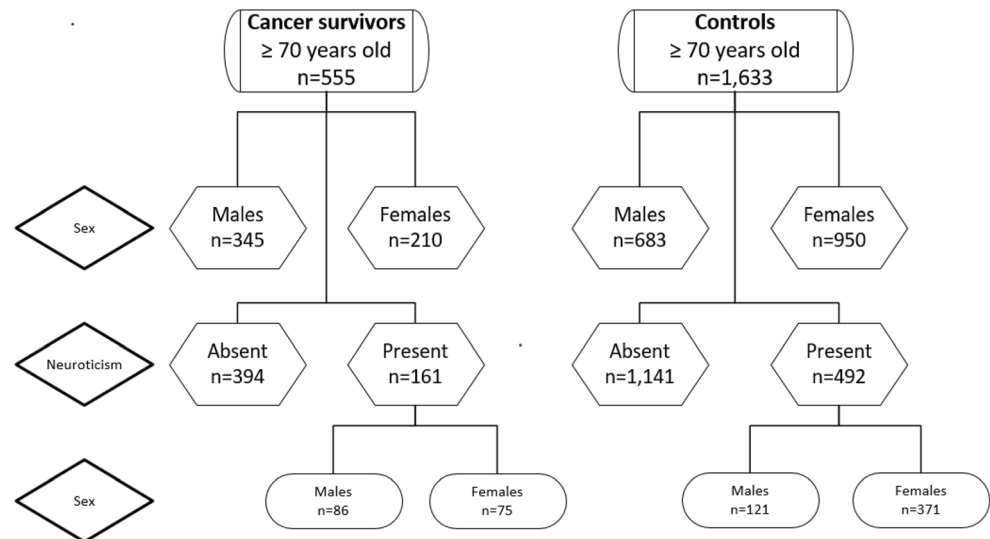 Cancer survivors
≥ 70 years old
n=555
Controls
≥ 70 years old
n=1,633
Sex
Males
n=345
Females
n=210
Males
n=683
Females
n=950
Neuroticism
Absent
n=394
Present
n=161
Absent
n=1,141
Present
n=492
Sex
Males
n=86
Females
n=75
Males
n=121
Females
n=371